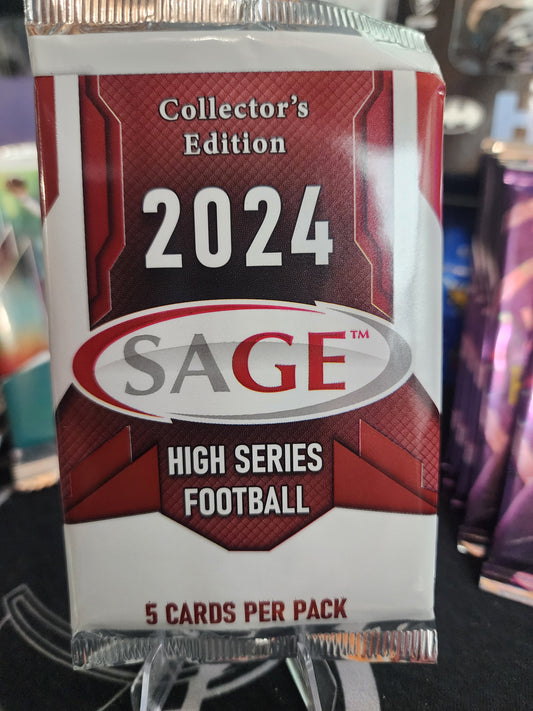 Collector's
Edition
2024
SAGE™
HIGH SERIES
FOOTBALL
5 CARDS PER PACK